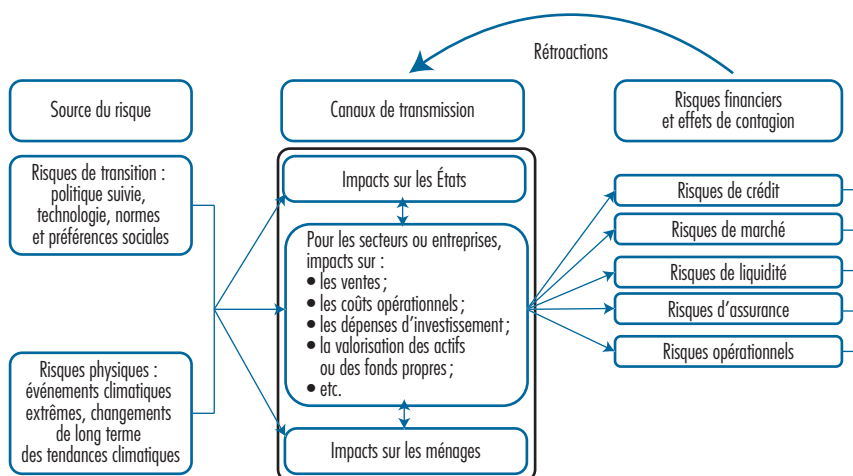 Rétroactions
Source du risque
Canaux de transmission
Risques financiers
et effets de contagion
Risques de transition :
politique suivie,
technologie, normes
et préférences sociales
Risques physiques :
événements climatiques
extrêmes, changements
de long terme
des tendances climatiques
Impacts sur les États
Pour les secteurs ou entreprises,
impacts sur :
• les ventes ;
• les coûts opérationnels ;
• les dépenses d'investissement ;
• la valorisation des actifs
ou des fonds propres ;
• etc.
Impacts sur les ménages
Risques de crédit
Risques de marché
Risques de liquidité
Risques d'assurance
Risques opérationnels